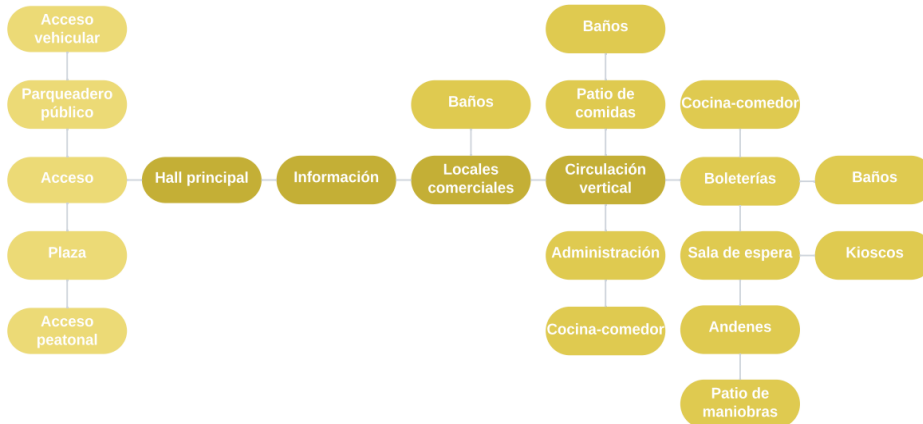 Acceso
vehicular
Baños
Parqueadero
público
Baños
Patio de
comidas
Cocina-comedor
Acceso
Hall principal
Información
Locales
comerciales
Circulación
vertical
Boleterías
Baños
Plaza
Administración
Sala de espera
Kioscos
Acceso
peatonal
Cocina-comedor
Andenes
Patio de
maniobras